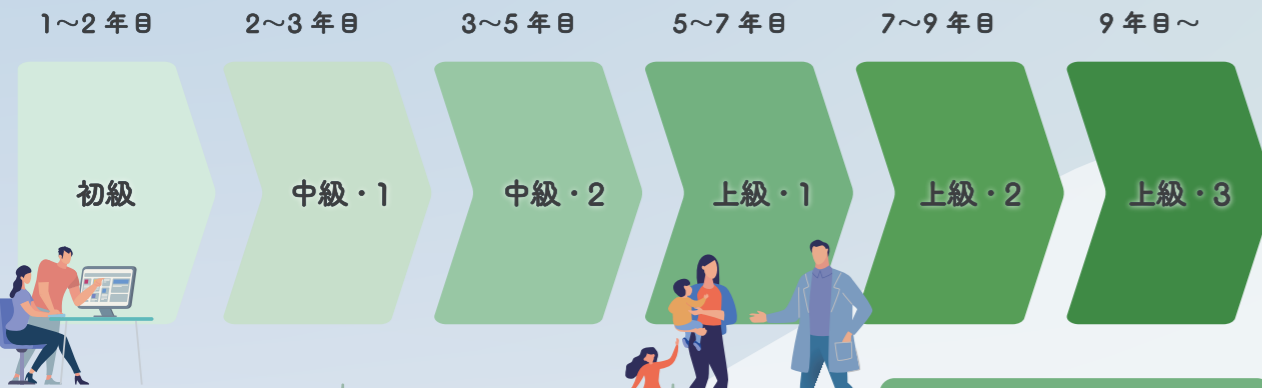 1〜2 年目
2〜3 年目
3〜5 年目
5〜7 年目
7〜9 年目
9 年目〜
初級
中級・1
中級・2
上級・1
上級・2
上級・3